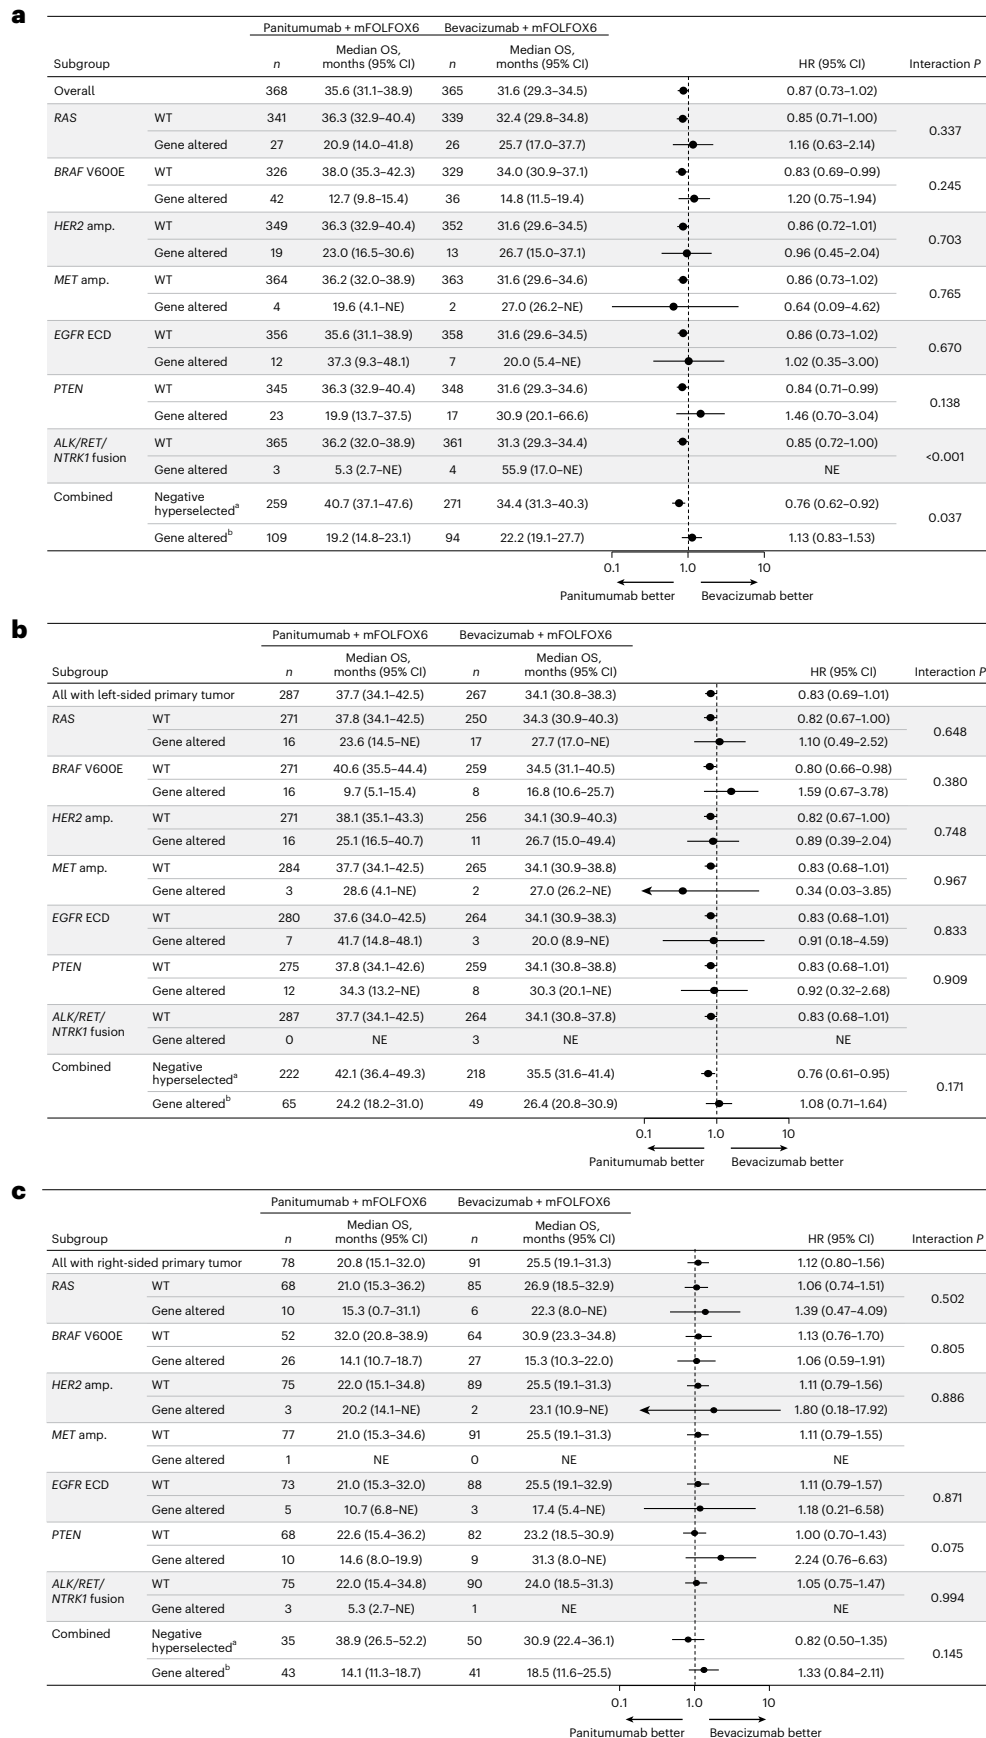 a
Panitumumab + mFOLFOX6 Bevacizumab + mFOLFOX6
Subgroup n Median OS, months (95% CI) n Median OS, months (95% CI) HR (95% CI) Interaction P
Overall 368 35.6 (31.1–38.9) 365 31.6 (29.3–34.5) 0.87 (0.73–1.02)
RAS WT 341 36.3 (32.9–40.4) 339 32.4 (29.8–34.8) 0.85 (0.71–1.00) 0.337
Gene altered 27 20.9 (14.0–41.8) 26 25.7 (17.0–37.7) 1.16 (0.63–2.14)
BRAF V600E WT 326 38.0 (35.3–42.3) 329 34.0 (30.9–37.1) 0.83 (0.69–0.99) 0.245
Gene altered 42 12.7 (9.8–15.4) 36 14.8 (11.5–19.4) 1.20 (0.75–1.94)
HER2 amp. WT 349 36.3 (32.9–40.4) 352 31.6 (29.6–34.5) 0.86 (0.72–1.01) 0.703
Gene altered 19 23.0 (16.5–30.6) 13 26.7 (15.0–37.1) 0.96 (0.45–2.04)
MET amp. WT 364 36.2 (32.0–38.9) 363 31.6 (29.6–34.6) 0.86 (0.73–1.02) 0.765
Gene altered 4 19.6 (4.1–NE) 2 27.0 (26.2–NE) 0.64 (0.09–4.62)
EGFR ECD WT 356 35.6 (31.1–38.9) 358 31.6 (29.6–34.5) 0.86 (0.73–1.02) 0.670
Gene altered 12 37.3 (9.3–48.1) 7 20.0 (5.4–NE) 1.02 (0.35–3.00)
PTEN WT 345 36.3 (32.9–40.4) 348 31.6 (29.3–34.6) 0.84 (0.71–0.99) 0.138
Gene altered 23 19.9 (13.7–37.5) 17 30.9 (20.1–66.6) 1.46 (0.70–3.04)
ALK/RET/ NTRK1 fusion WT 365 36.2 (32.0–38.9) 361 31.3 (29.3–34.4) 0.85 (0.72–1.00) <0.001
Gene altered 3 5.3 (2.7–NE) 4 55.9 (17.0–NE) NE
Combined Negative hyperselectedᵃ 259 40.7 (37.1–47.6) 271 34.4 (31.3–40.3) 0.76 (0.62–0.92) 0.037
Gene alteredᵇ 109 19.2 (14.8–23.1) 94 22.2 (19.1–27.7) 1.13 (0.83–1.53)
0.1 1.0 10
Panitumumab better Bevacizumab better
b
Panitumumab + mFOLFOX6 Bevacizumab + mFOLFOX6
Subgroup n Median OS, months (95% CI) n Median OS, months (95% CI) HR (95% CI) Interaction P
All with left-sided primary tumor 287 37.7 (34.1–42.5) 267 34.1 (30.8–38.3) 0.83 (0.69–1.01)
RAS WT 271 37.8 (34.1–42.5) 250 34.3 (30.9–40.3) 0.82 (0.67–1.00) 0.648
Gene altered 16 23.6 (14.5–NE) 17 27.7 (17.0–NE) 1.10 (0.49–2.52)
BRAF V600E WT 271 40.6 (35.5–44.4) 259 34.5 (31.1–40.5) 0.80 (0.66–0.98) 0.380
Gene altered 16 9.7 (5.1–15.4) 8 16.8 (10.6–25.7) 1.59 (0.67–3.78)
HER2 amp. WT 271 38.1 (35.1–43.3) 256 34.1 (30.9–40.3) 0.82 (0.67–1.00) 0.748
Gene altered 16 25.1 (16.5–40.7) 11 26.7 (15.0–49.4) 0.89 (0.39–2.04)
MET amp. WT 284 37.7 (34.1–42.5) 265 34.1 (30.9–38.8) 0.83 (0.68–1.01) 0.967
Gene altered 3 28.6 (4.1–NE) 2 27.0 (26.2–NE) 0.34 (0.03–3.85)
EGFR ECD WT 280 37.6 (34.0–42.5) 264 34.1 (30.9–38.3) 0.83 (0.68–1.01) 0.833
Gene altered 7 41.7 (14.8–48.1) 3 20.0 (8.9–NE) 0.91 (0.18–4.59)
PTEN WT 275 37.8 (34.1–42.6) 259 34.1 (30.8–38.8) 0.83 (0.68–1.01) 0.909
Gene altered 12 34.3 (13.2–NE) 8 30.3 (20.1–NE) 0.92 (0.32–2.68)
ALK/RET/ NTRK1 fusion WT 287 37.7 (34.1–42.5) 264 34.1 (30.8–37.8) 0.83 (0.68–1.01)
Gene altered 0 NE 3 NE NE
Combined Negative hyperselectedᵃ 222 42.1 (36.4–49.3) 218 35.5 (31.6–41.4) 0.76 (0.61–0.95) 0.171
Gene alteredᵇ 65 24.2 (18.2–31.0) 49 26.4 (20.8–30.9) 1.08 (0.71–1.64)
0.1 1.0 10
Panitumumab better Bevacizumab better
c
Panitumumab + mFOLFOX6 Bevacizumab + mFOLFOX6
Subgroup n Median OS, months (95% CI) n Median OS, months (95% CI) HR (95% CI) Interaction P
All with right-sided primary tumor 78 20.8 (15.1–32.0) 91 25.5 (19.1–31.3) 1.12 (0.80–1.56)
RAS WT 68 21.0 (15.3–36.2) 85 26.9 (18.5–32.9) 1.06 (0.74–1.51) 0.502
Gene altered 10 15.3 (0.7–31.1) 6 22.3 (8.0–NE) 1.39 (0.47–4.09)
BRAF V600E WT 52 32.0 (20.8–38.9) 64 30.9 (23.3–34.8) 1.13 (0.76–1.70) 0.805
Gene altered 26 14.1 (10.7–18.7) 27 15.3 (10.3–22.0) 1.06 (0.59–1.91)
HER2 amp. WT 75 22.0 (15.1–34.8) 89 25.5 (19.1–31.3) 1.11 (0.79–1.56) 0.886
Gene altered 3 20.2 (14.1–NE) 2 23.1 (10.9–NE) 1.80 (0.18–17.92)
MET amp. WT 77 21.0 (15.3–34.6) 91 25.5 (19.1–31.3) 1.11 (0.79–1.55)
Gene altered 1 NE 0 NE NE
EGFR ECD WT 73 21.0 (15.3–32.0) 88 25.5 (19.1–32.9) 1.11 (0.79–1.57) 0.871
Gene altered 5 10.7 (6.8–NE) 3 17.4 (5.4–NE) 1.18 (0.21–6.58)
PTEN WT 68 22.6 (15.4–36.2) 82 23.2 (18.5–30.9) 1.00 (0.70–1.43) 0.075
Gene altered 10 14.6 (8.0–19.9) 9 31.3 (8.0–NE) 2.24 (0.76–6.63)
ALK/RET/ NTRK1 fusion WT 75 22.0 (15.4–34.8) 90 24.0 (18.5–31.3) 1.05 (0.75–1.47) 0.994
Gene altered 3 5.3 (2.7–NE) 1 NE NE
Combined Negative hyperselectedᵃ 35 38.9 (26.5–52.2) 50 30.9 (22.4–36.1) 0.82 (0.50–1.35) 0.145
Gene alteredᵇ 43 14.1 (11.3–18.7) 41 18.5 (11.6–25.5) 1.33 (0.84–2.11)
0.1 1.0 10
Panitumumab better Bevacizumab better